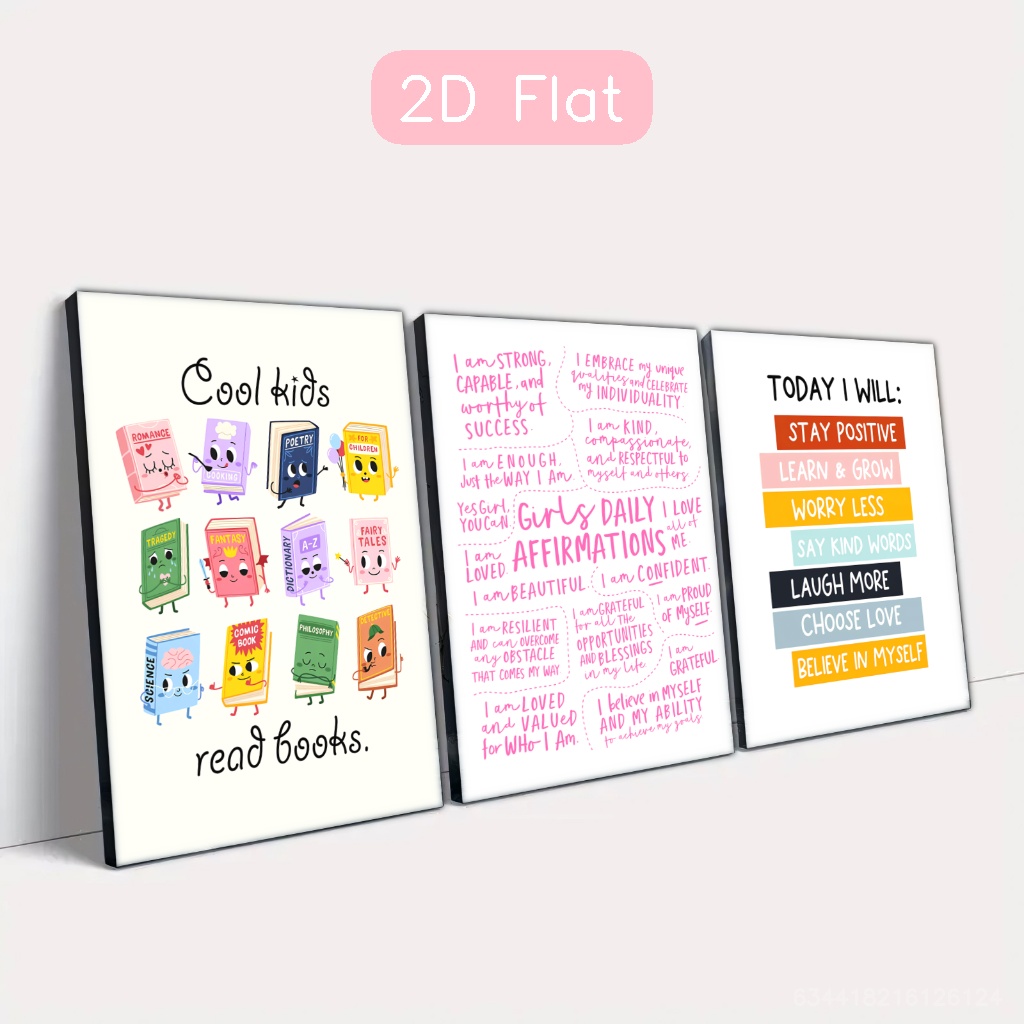 2D Flat
Cool kids
ROMANCE
COOKING
POETRY
FOR
CHILDREN
TRAGEDY
FANTASY
DICTIONARY
A-Z
FAIRY
TALES
SCIENCE
COMIC
BOOK
PHILOSOPHY
DETECTIVE
read books.
I am STRONG,
CAPABLE, and
worthy of
SUCCESS.
I EMBRACE my unique
qualities and CELEBRATE
my INDIVIDUALITY
I am KIND,
compassionate,
and RESPECTFUL to
myself and others.
I am ENOUGH.
Just the WAY I Am.
Yes Girl,
YOU CAN
Girls DAILY
AFFIRMATIONS
I LOVE
all of
ME.
I am
LOVED.
I am BEAUTIFUL.
I am CONFIDENT.
I am RESILIENT
AND can OVERCOME
any OBSTACLE
THAT COMES MY WAY
I am GRATEFUL
for all THE
OPPORTUNITIES
AND BLESSINGS
in my life
I am PROUD
of MySELF.
I am
GRATEFUL
I am LOVED
and VALUED
for WHO I Am.
I believe in MYSELF
AND MY ABILITY
to achieve my goals
TODAY I WILL:
STAY POSITIVE
LEARN & GROW
WORRY LESS
SAY KIND WORDS
LAUGH MORE
CHOOSE LOVE
BELIEVE IN MYSELF